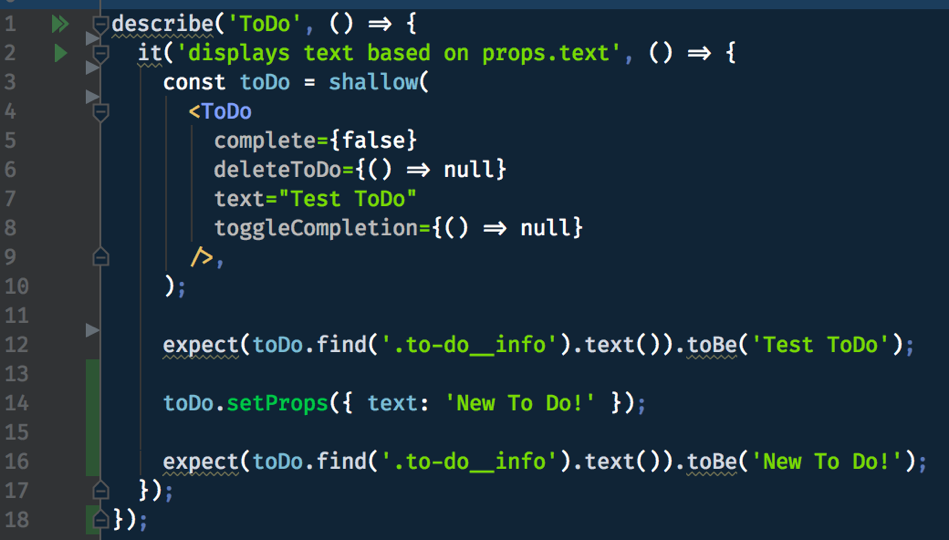 1 describe('ToDo', () => {
2 it('displays text based on props.text', () => {
3 const toDo = shallow(
4 <ToDo
5 complete={false}
6 deleteToDo={() => null}
7 text="Test ToDo"
8 toggleCompletion={() => null}
9 />,
10 );
11
12 expect(toDo.find('.to-do__info').text()).toBe('Test ToDo');
13
14 toDo.setProps({ text: 'New To Do!' });
15
16 expect(toDo.find('.to-do__info').text()).toBe('New To Do!');
17 });
18 });